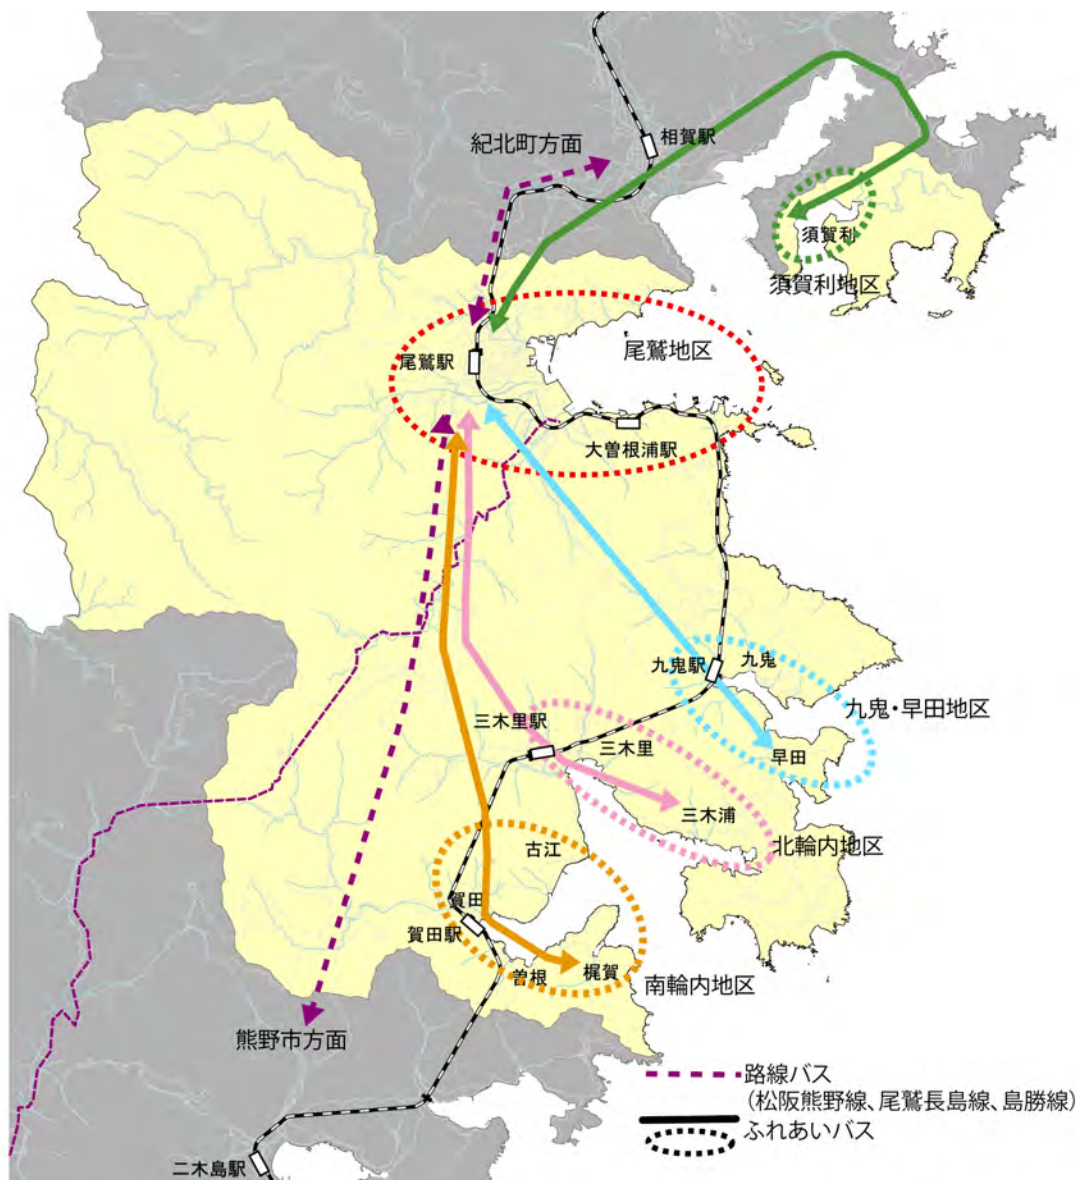 相賀駅
紀北町方面
須賀利
須賀利地区
尾鷲地区
尾鷲駅
大曽根浦駅
九鬼駅
九鬼
九鬼・早田地区
三木里駅
三木里
早田
三木浦
北輪内地区
古江
賀田
賀田駅
曽根
梶賀
南輪内地区
熊野市方面
路線バス
(松阪熊野線、尾鷲長島線、島勝線)
ふれあいバス
二木島駅